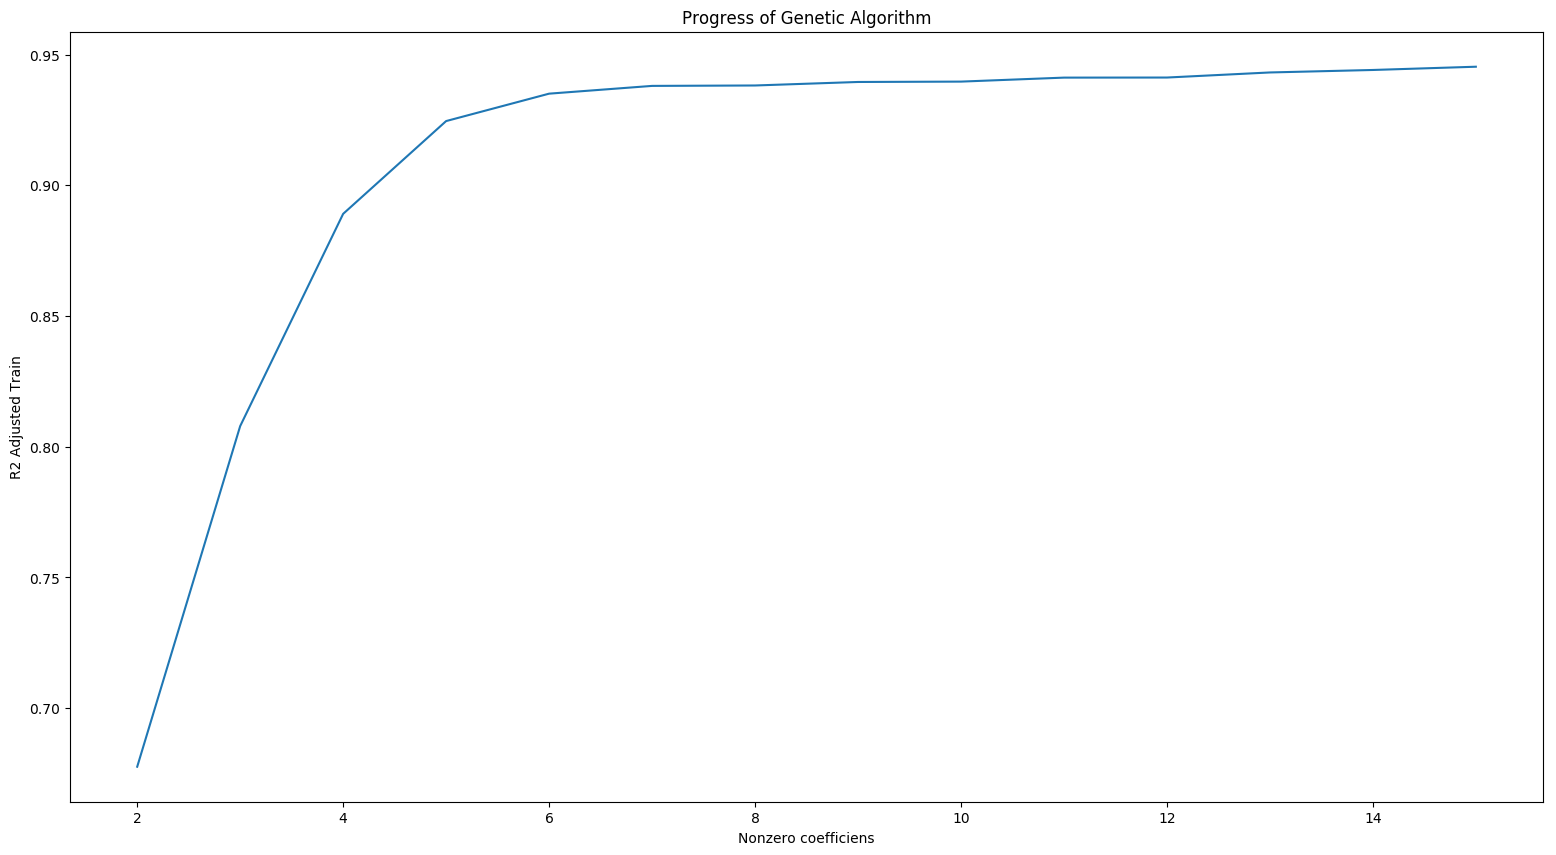 Progress of Genetic Algorithm
0.95
0.90
0.85
0.80
0.75
0.70
R2 Adjusted Train
2 4 6 8 10 12 14
Nonzero coefficiens